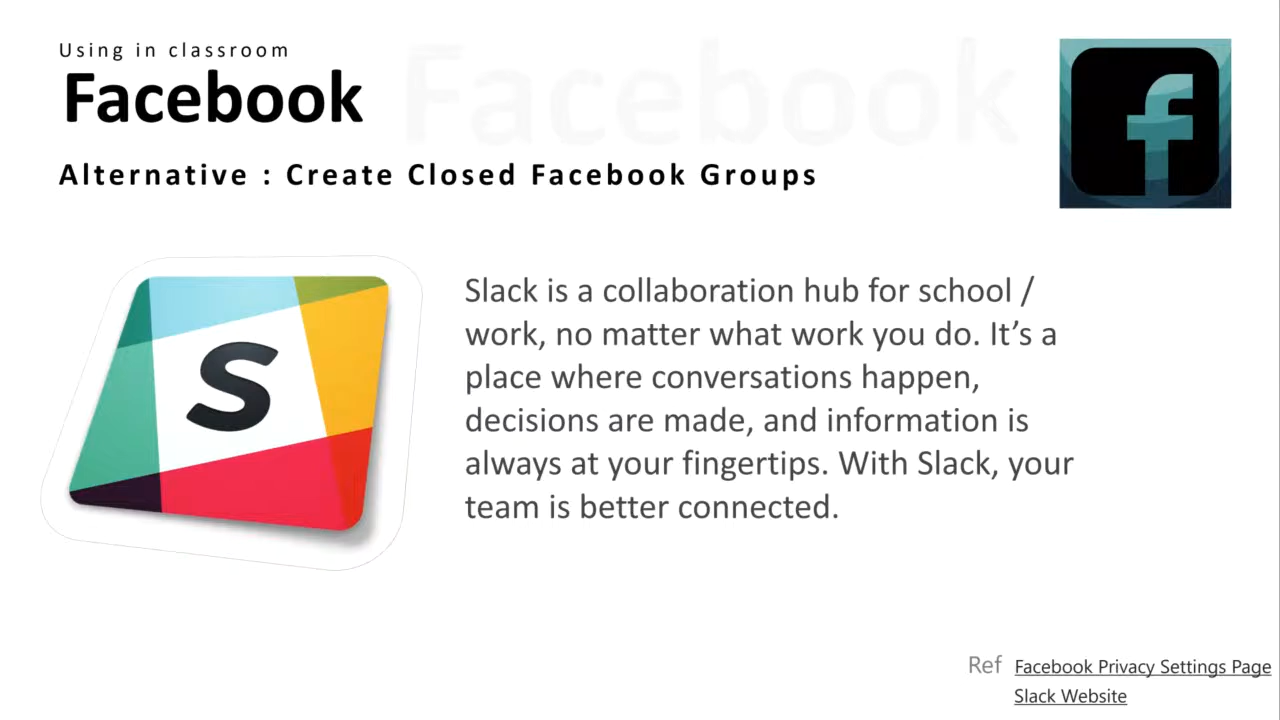 Using in classroom
Facebook
Facebook
Alternative : Create Closed Facebook Groups
f
S
Slack is a collaboration hub for school /
work, no matter what work you do. It’s a
place where conversations happen,
decisions are made, and information is
always at your fingertips. With Slack, your
team is better connected.
Ref Facebook Privacy Settings Page
Slack Website